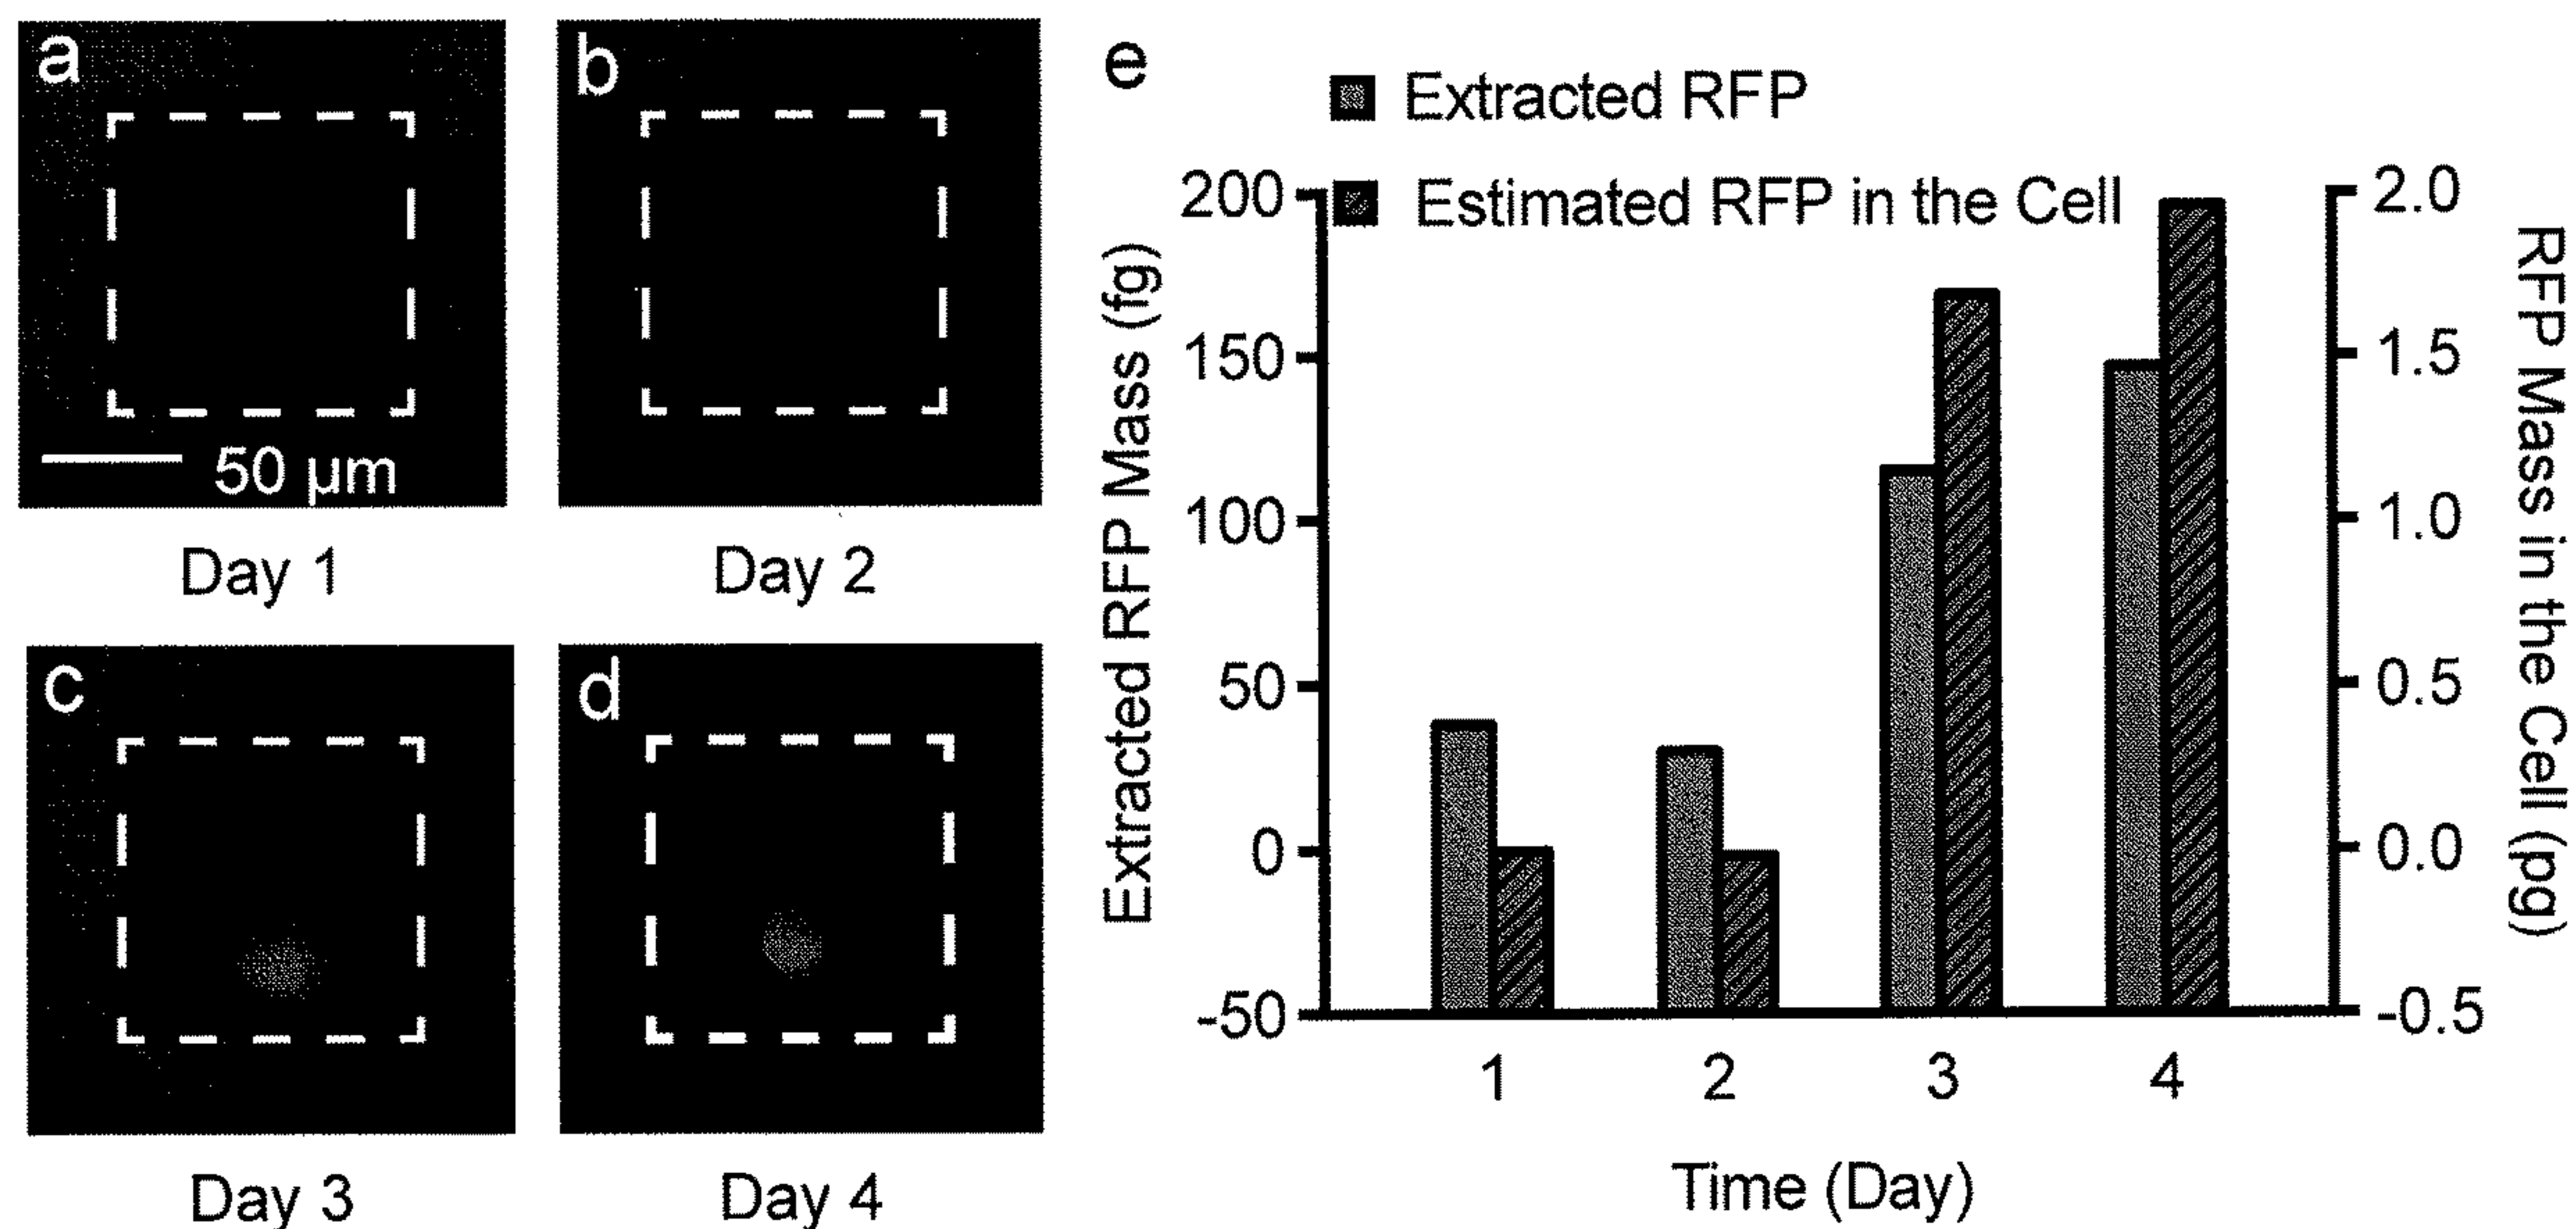 a
b
50 µm
Day 1
Day 2
c
d
Day 3
Day 4
e
Extracted RFP
Estimated RFP in the Cell
Extracted RFP Mass (fg)
200
150
100
50
0
-50
2.0
1.5
1.0
0.5
0.0
-0.5
RFP Mass in the Cell (pg)
1 2 3 4
Time (Day)